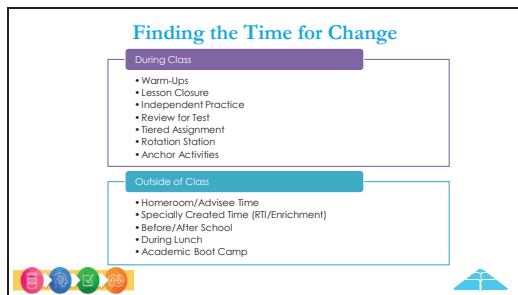 Finding the Time for Change
During Class
• Warm-Ups
• Lesson Closure
• Independent Practice
• Review for Test
• Tiered Assignment
• Rotation Station
• Anchor Activities
Outside of Class
• Homeroom/Advisee Time
• Specially Created Time (RTI/Enrichment)
• Before/After School
• During Lunch
• Academic Boot Camp